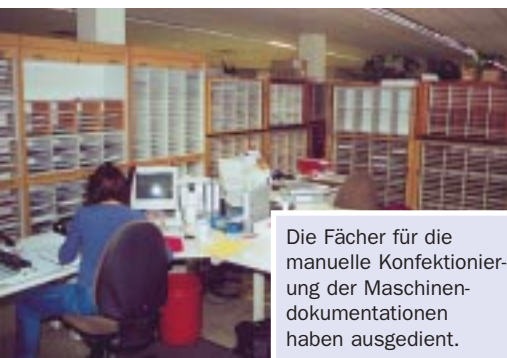 Die Fächer für die
manuelle Konfektionier-
ung der Maschinen-
dokumentationen
haben ausgedient.